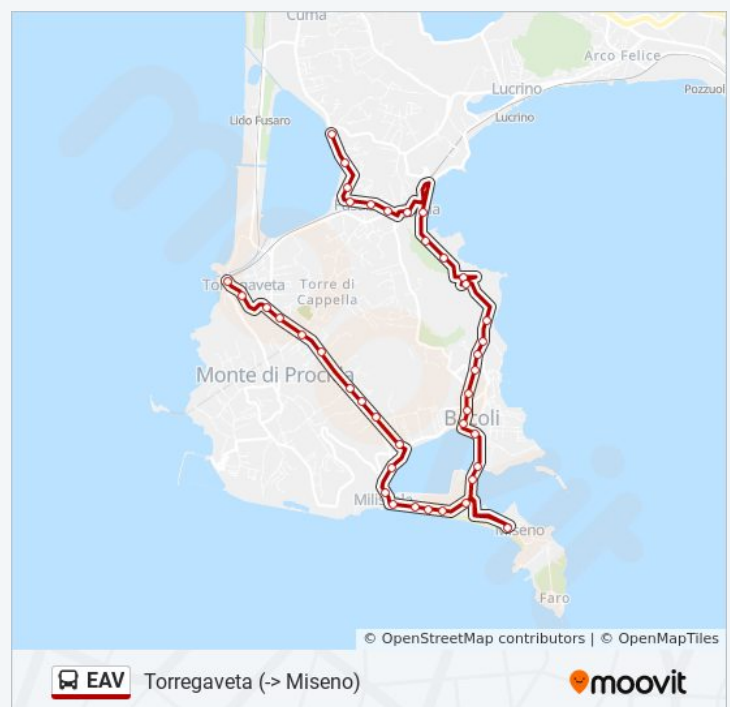 Cuma
Arco Felice
Lucrino
Pozzuol
Lido Fusaro
Lucrino
Torregaveta
Torre di
Cappella
Monte di Procida
Bacoli
Miseno
Faro
© OpenStreetMap contributors | © OpenMapTiles
EAV Torregaveta (-> Miseno)
moovit